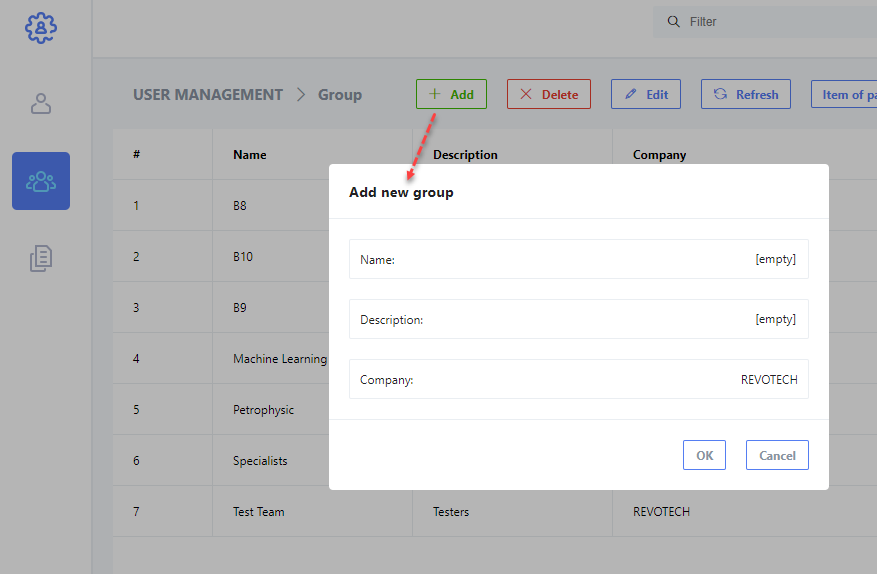 Filter
USER MANAGEMENT > Group
Add
Delete
Edit
Refresh
Item of
# Name Description Company
1 B8
2 B10
3 B9
4 Machine Learning
5 Petrophysic
6 Specialists
7 Test Team Testers REVOTECH
Add new group
Name: [empty]
Description: [empty]
Company: REVOTECH
OK
Cancel